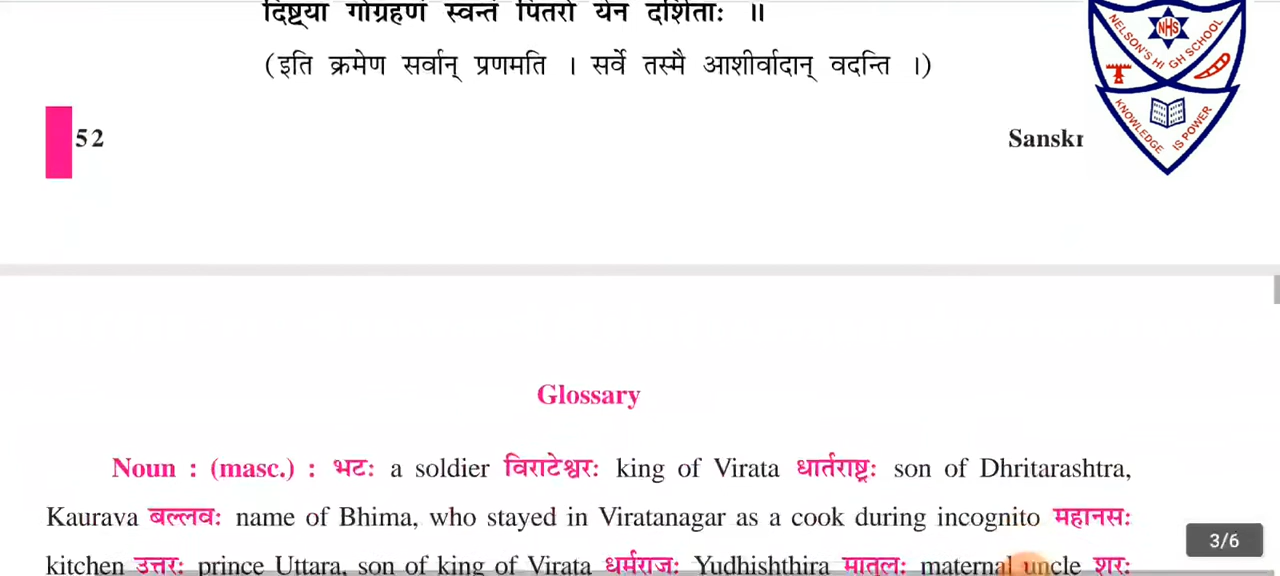 दिष्ट्या गोग्रहणं स्वन्तं पितरो येन दर्शिताः ॥
(इति क्रमेण सर्वान् प्रणमति । सर्वे तस्मै आशीर्वादान् वदन्ति ।)
NELSON'S HIGH SCHOOL
NHS
KNOWLEDGE IS POWER
52
Sanskr
Glossary
Noun : (masc.) : भटः a soldier विराटेश्वरः king of Virata धार्तराष्ट्रः son of Dhritarashtra,
Kaurava बल्लवः name of Bhima, who stayed in Viratanagar as a cook during incognito महानसः
3/6
kitchen उत्तरः prince Uttara, son of king of Virata धर्मराजः Yudhishthira मातुलः maternal uncle शरः